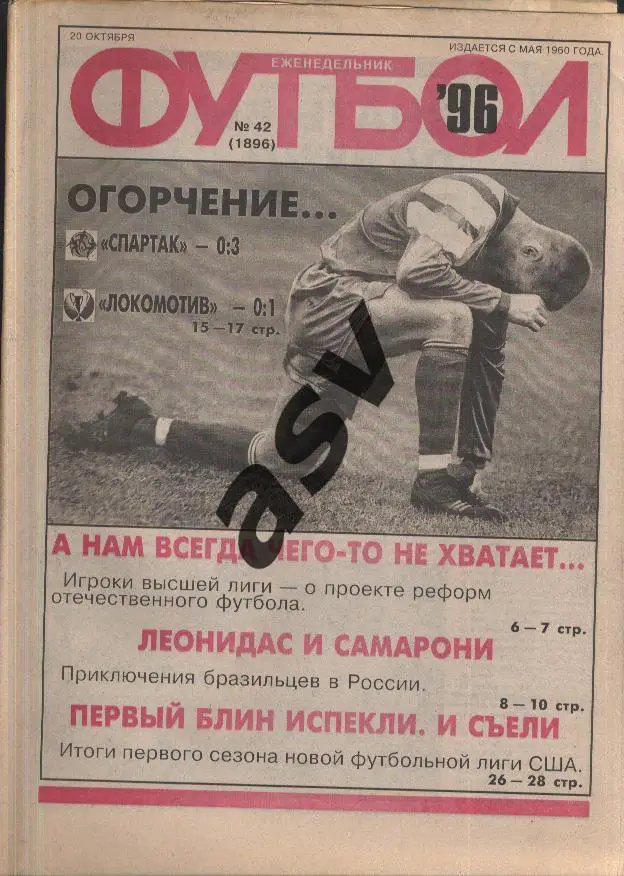 20 ОКТЯБРЯ
ИЗДАЕТСЯ С МАЯ 1960 ГОДА.
ЕЖЕНЕДЕЛЬНИК
ФУТБОЛ
'96
№ 42
(1896)
ОГОРЧЕНИЕ...
«СПАРТАК» – 0:3
«ЛОКОМОТИВ» – 0:1
15 – 17 стр.
asv
А НАМ ВСЕГДА ЧЕГО-ТО НЕ ХВАТАЕТ...
Игроки высшей лиги — о проекте реформ
отечественного футбола.
6 – 7 стр.
ЛЕОНИДАС И САМАРОНИ
Приключения бразильцев в России.
8 – 10 стр.
ПЕРВЫЙ БЛИН ИСПЕКЛИ. И СЪЕЛИ
Итоги первого сезона новой футбольной лиги США.
26 – 28 стр.